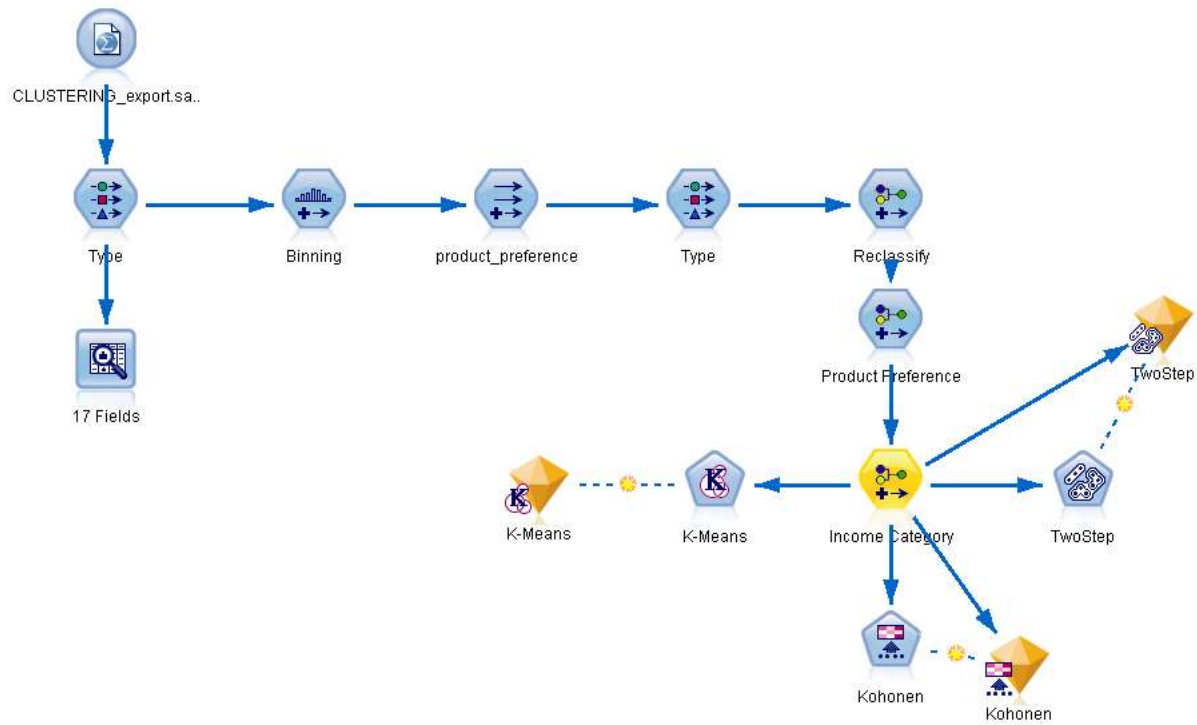 CLUSTERING_export.sa..
Type
Binning
product_preference
Type
Reclassify
Product Preference
17 Fields
TwoStep
K-Means
K-Means
Income Category
TwoStep
Kohonen
Kohonen